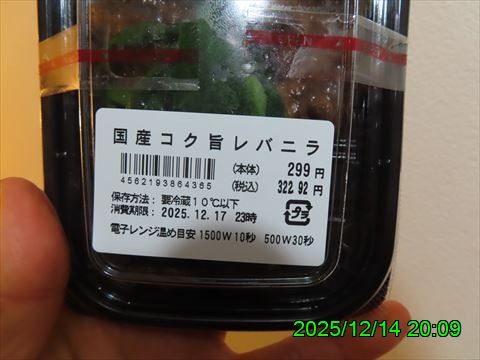 国産コク旨レバニラ
(本体) 299円
4562193864365
(税込) 322.92円
保存方法: 要冷蔵10℃以下
消費期限: 2025.12.17 23時
プラ
電子レンジ温め目安 1500W10秒 500W30秒
2025/12/14 20:09